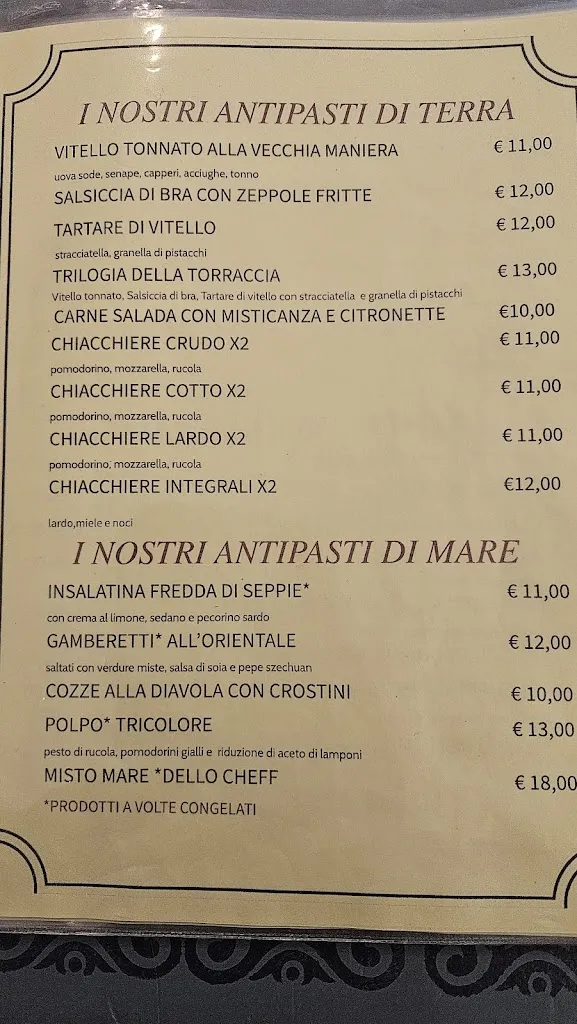 I NOSTRI ANTIPASTI DI TERRA
VITELLO TONNATO ALLA VECCHIA MANIERA € 11,00
uova sode, senape, capperi, acciughe, tonno
SALSICCIA DI BRA CON ZEPPOLE FRITTE € 12,00
TARTARE DI VITELLO € 12,00
stracciatella, granella di pistacchi
TRILOGIA DELLA TORRACCIA € 13,00
Vitello tonnato, Salsiccia di bra, Tartare di vitello con stracciatella e granella di pistacchi
CARNE SALADA CON MISTICANZA E CITRONETTE €10,00
CHIACCHIERE CRUDO X2 € 11,00
pomodorino, mozzarella, rucola
CHIACCHIERE COTTO X2 € 11,00
pomodorino, mozzarella, rucola
CHIACCHIERE LARDO X2 € 11,00
pomodorino, mozzarella, rucola
CHIACCHIERE INTEGRALI X2 €12,00
lardo,miele e noci
I NOSTRI ANTIPASTI DI MARE
INSALATINA FREDDA DI SEPPIE* € 11,00
con crema al limone, sedano e pecorino sardo
GAMBERETTI* ALL'ORIENTALE € 12,00
saltati con verdure miste, salsa di soia e pepe szechuan
COZZE ALLA DIAVOLA CON CROSTINI € 10,00
POLPO* TRICOLORE € 13,00
pesto di rucola, pomodorini gialli e riduzione di aceto di lamponi
MISTO MARE *DELLO CHEFF € 18,00
*PRODOTTI A VOLTE CONGELATI